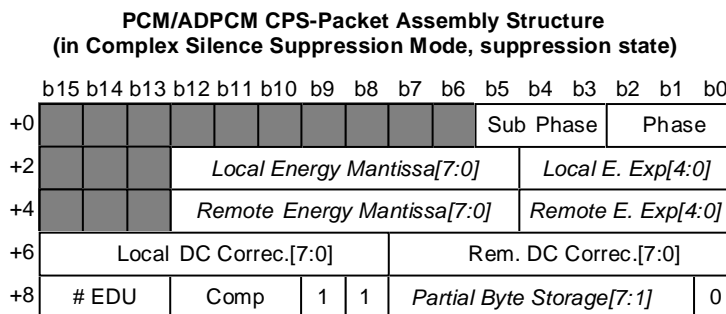 PCM/ADPCM CPS-Packet Assembly Structure
(in Complex Silence Suppression Mode, suppression state)
b15 b14 b13 b12 b11 b10 b9 b8 b7 b6 b5 b4 b3 b2 b1 b0
+0 Sub Phase Phase
+2 Local Energy Mantissa[7:0] Local E. Exp[4:0]
+4 Remote Energy Mantissa[7:0] Remote E. Exp[4:0]
+6 Local DC Correc.[7:0] Rem. DC Correc.[7:0]
+8 # EDU Comp 1 1 Partial Byte Storage[7:1] 0